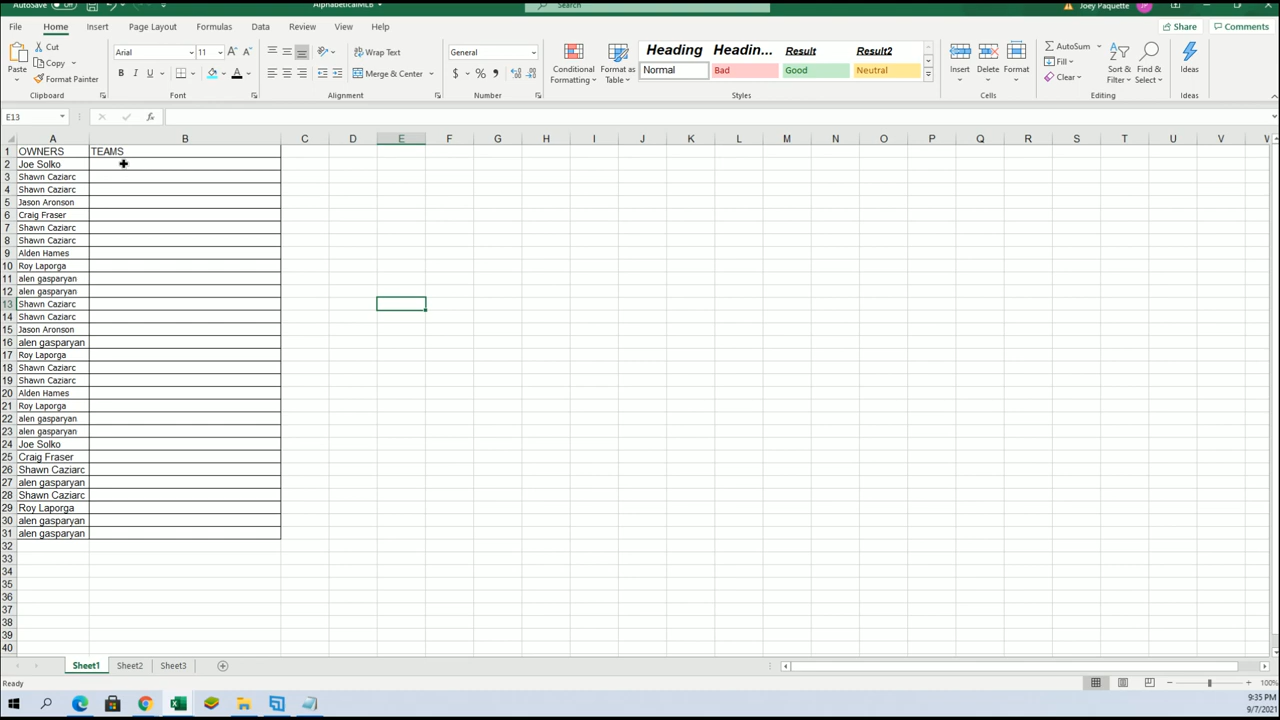 AutoSave Off AlphabeticalMLB Search Joey Paquette JP
File Home Insert Page Layout Formulas Data Review View Help Share Comments
Paste Cut Copy Format Painter Clipboard
Arial 11 B I U A Font
Wrap Text Merge & Center Alignment
General $ % Number
Conditional Formatting Format as Table
Heading Headin... Result Result2
Normal Bad Good Neutral
Styles
Insert Delete Format Cells
AutoSum Fill Clear Sort & Filter Find & Select Editing
Ideas Ideas
E13 fx
A B C D E F G H I J K L M N O P Q R S T U V W
1 OWNERS TEAMS
2 Joe Solko
3 Shawn Caziarc
4 Shawn Caziarc
5 Jason Aronson
6 Craig Fraser
7 Shawn Caziarc
8 Shawn Caziarc
9 Alden Hames
10 Roy Laporga
11 alen gasparyan
12 alen gasparyan
13 Shawn Caziarc
14 Shawn Caziarc
15 Jason Aronson
16 alen gasparyan
17 Roy Laporga
18 Shawn Caziarc
19 Shawn Caziarc
20 Alden Hames
21 Roy Laporga
22 alen gasparyan
23 alen gasparyan
24 Joe Solko
25 Craig Fraser
26 Shawn Caziarc
27 alen gasparyan
28 Shawn Caziarc
29 Roy Laporga
30 alen gasparyan
31 alen gasparyan
32
33
34
35
36
37
38
39
40
Sheet1 Sheet2 Sheet3
Ready 100%
9:35 PM
9/7/2021